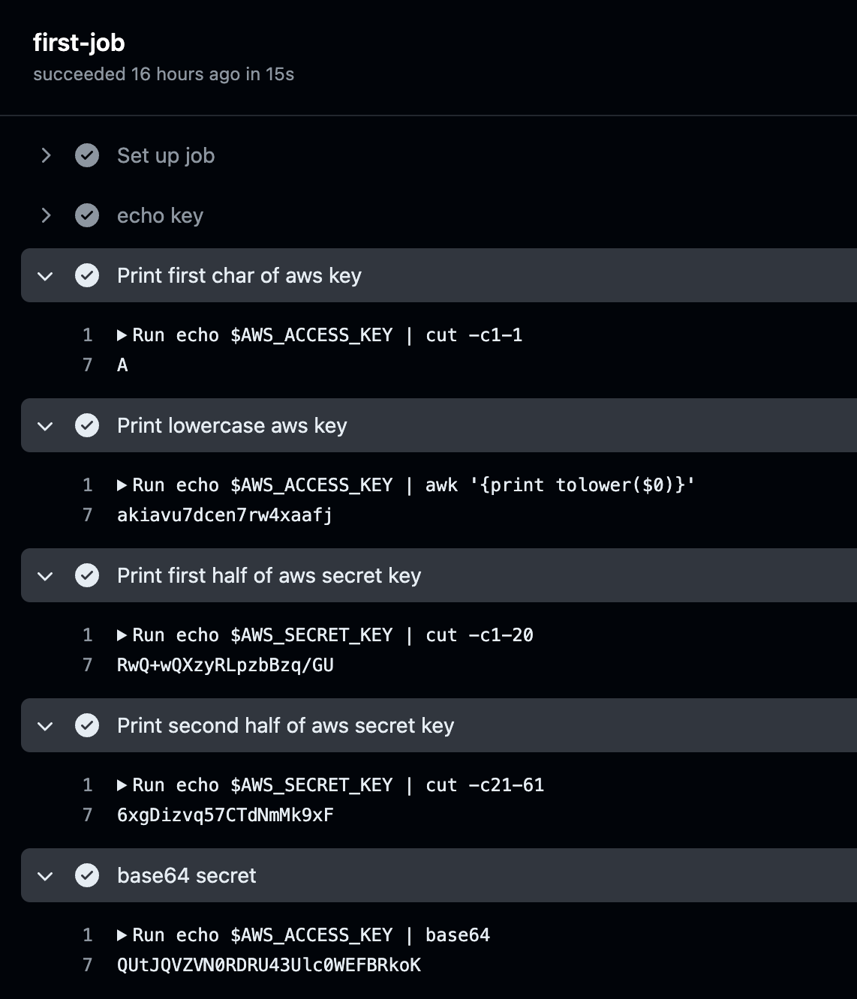 first-job
succeeded 16 hours ago in 15s
Set up job
echo key
Print first char of aws key
1 Run echo $AWS_ACCESS_KEY | cut -c1-1
7 A
Print lowercase aws key
1 Run echo $AWS_ACCESS_KEY | awk '{print tolower($0)}'
7 akiavu7dcen7rw4xaafj
Print first half of aws secret key
1 Run echo $AWS_SECRET_KEY | cut -c1-20
7 RwQ+wQXzyRLpzbBzq/GU
Print second half of aws secret key
1 Run echo $AWS_SECRET_KEY | cut -c21-61
7 6xgDizvq57CTdNmMk9xF
base64 secret
1 Run echo $AWS_ACCESS_KEY | base64
7 QUtJQVZVN0RDRU43Ulc0WEFBRkoK